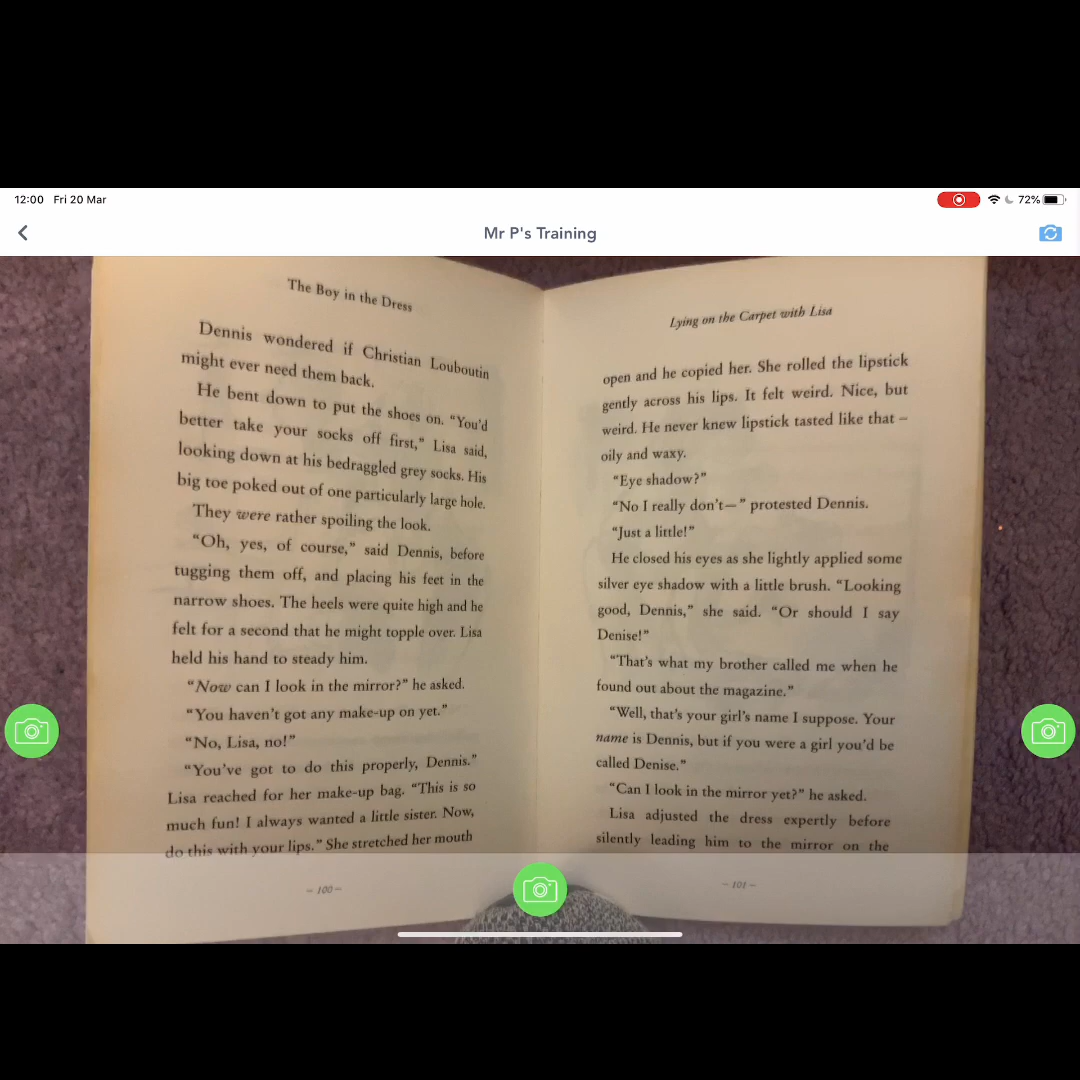 12:00 Fri 20 Mar
72%
Mr P's Training
The Boy in the Dress
Dennis wondered if Christian Louboutin
might ever need them back.
He bent down to put the shoes on. “You’d
better take your socks off first,” Lisa said,
looking down at his bedraggled grey socks. His
big toe poked out of one particularly large hole.
They were rather spoiling the look.
“Oh, yes, of course,” said Dennis, before
tugging them off, and placing his feet in the
narrow shoes. The heels were quite high and he
felt for a second that he might topple over. Lisa
held his hand to steady him.
“Now can I look in the mirror?” he asked.
“You haven’t got any make-up on yet.”
“No, Lisa, no!”
“You’ve got to do this properly, Dennis.”
Lisa reached for her make-up bag. “This is so
much fun! I always wanted a little sister. Now,
do this with your lips.” She stretched her mouth
– 100 –
Lying on the Carpet with Lisa
open and he copied her. She rolled the lipstick
gently across his lips. It felt weird. Nice, but
weird. He never knew lipstick tasted like that –
oily and waxy.
“Eye shadow?”
“No I really don’t—” protested Dennis.
“Just a little!”
He closed his eyes as she lightly applied some
silver eye shadow with a little brush. “Looking
good, Dennis,” she said. “Or should I say
Denise!”
“That’s what my brother called me when he
found out about the magazine.”
“Well, that’s your girl’s name I suppose. Your
name is Dennis, but if you were a girl you’d be
called Denise.”
“Can I look in the mirror yet?” he asked.
Lisa adjusted the dress expertly before
silently leading him to the mirror on the
– 101 –